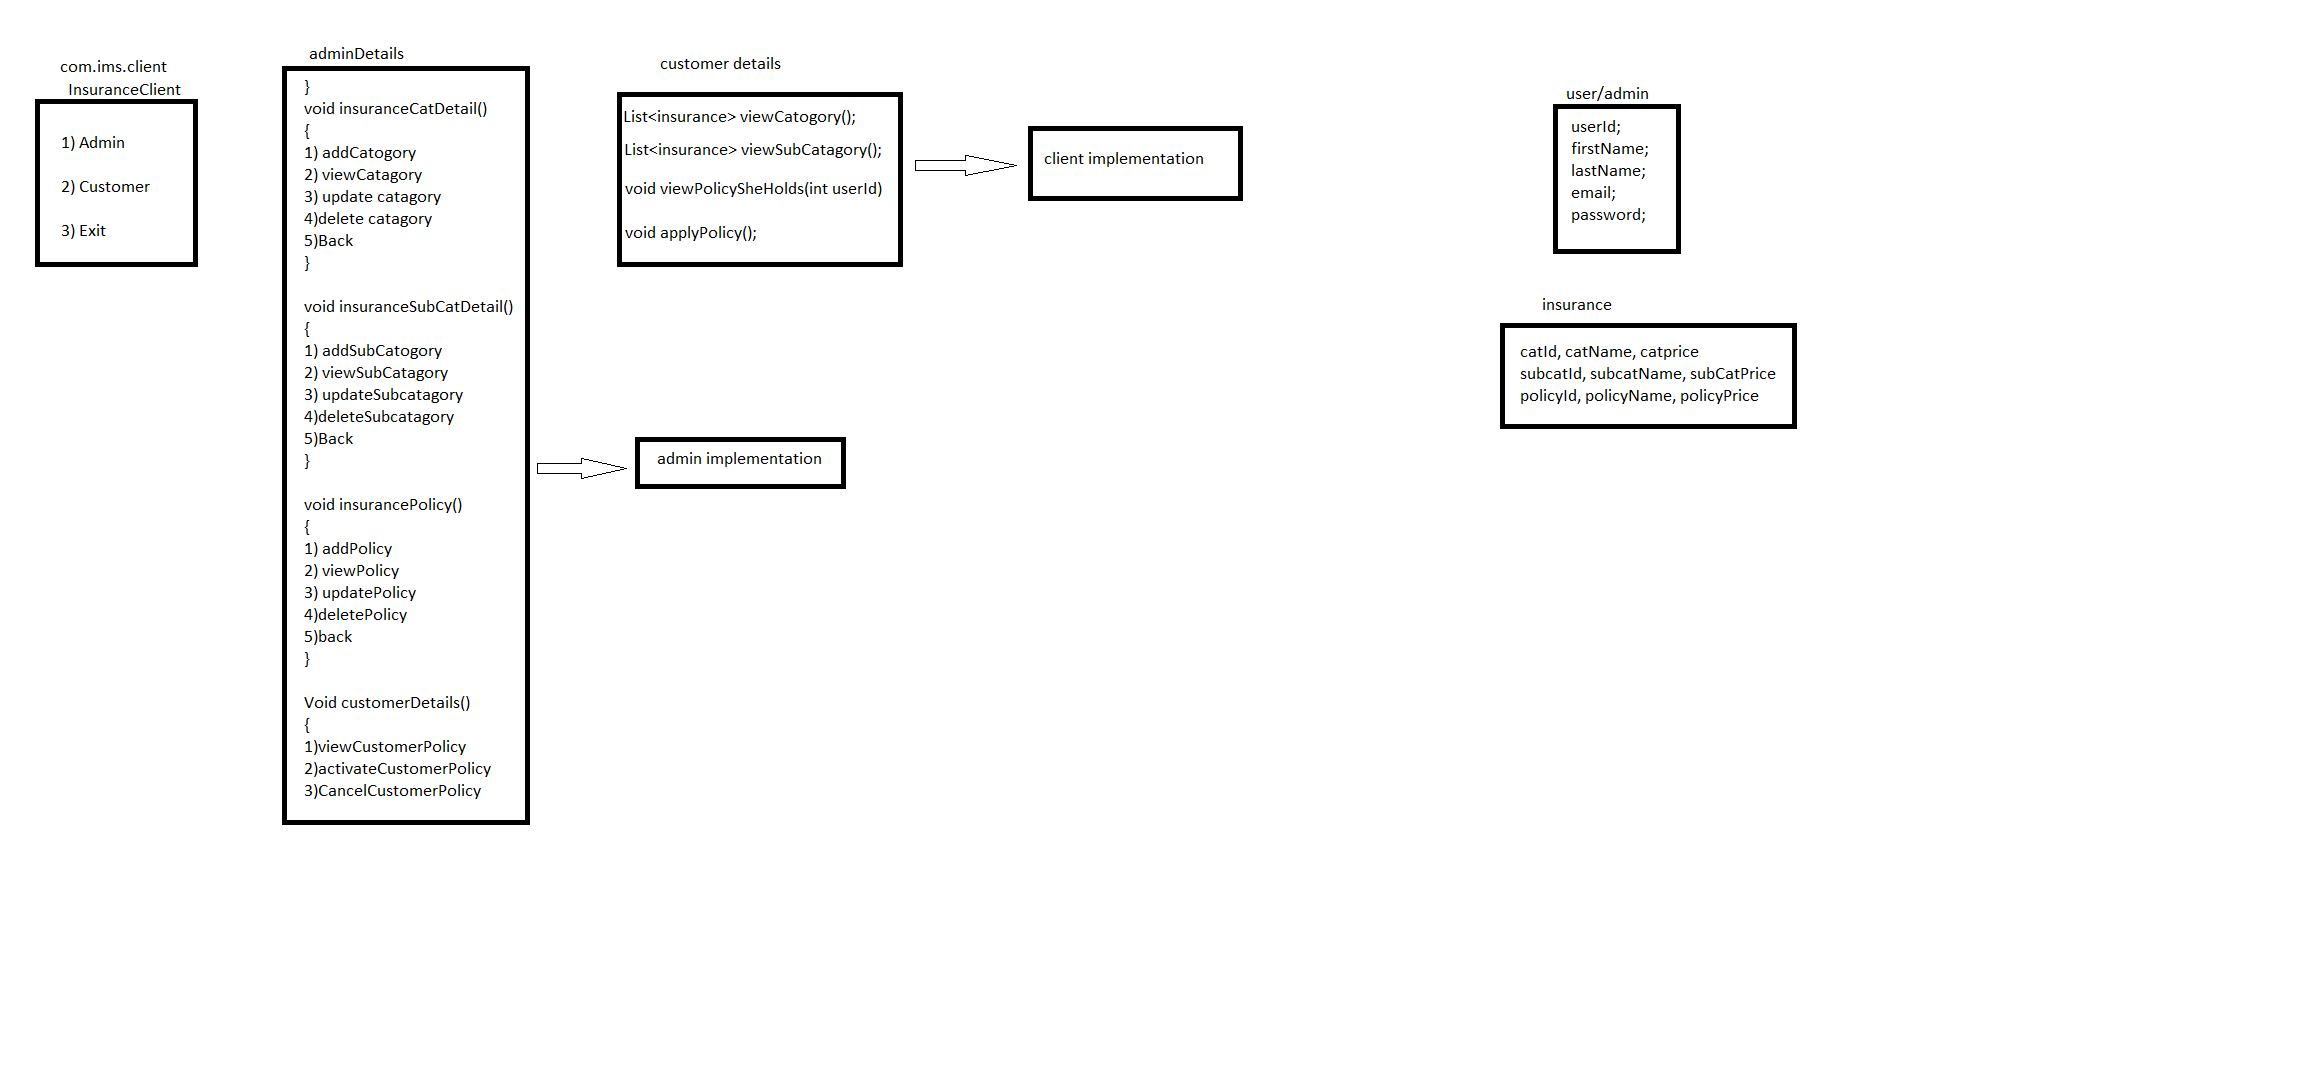 com.ims.client
InsuranceClient
1) Admin
2) Customer
3) Exit
adminDetails
}
void insuranceCatDetail()
{
1) addCatogory
2) viewCatagory
3) update catagory
4)delete catagory
5)Back
}
void insuranceSubCatDetail()
{
1) addSubCatogory
2) viewSubCatagory
3) updateSubcatagory
4)deleteSubcatagory
5)Back
}
void insurancePolicy()
{
1) addPolicy
2) viewPolicy
3) updatePolicy
4)deletePolicy
5)back
}
Void customerDetails()
{
1)viewCustomerPolicy
2)activateCustomerPolicy
3)CancelCustomerPolicy
admin implementation
customer details
List<insurance> viewCatogory();
List<insurance> viewSubCatagory();
void viewPolicySheHolds(int userId)
void applyPolicy();
client implementation
user/admin
userId;
firstName;
lastName;
email;
password;
insurance
catId, catName, catprice
subcatId, subcatName, subCatPrice
policyId, policyName, policyPrice